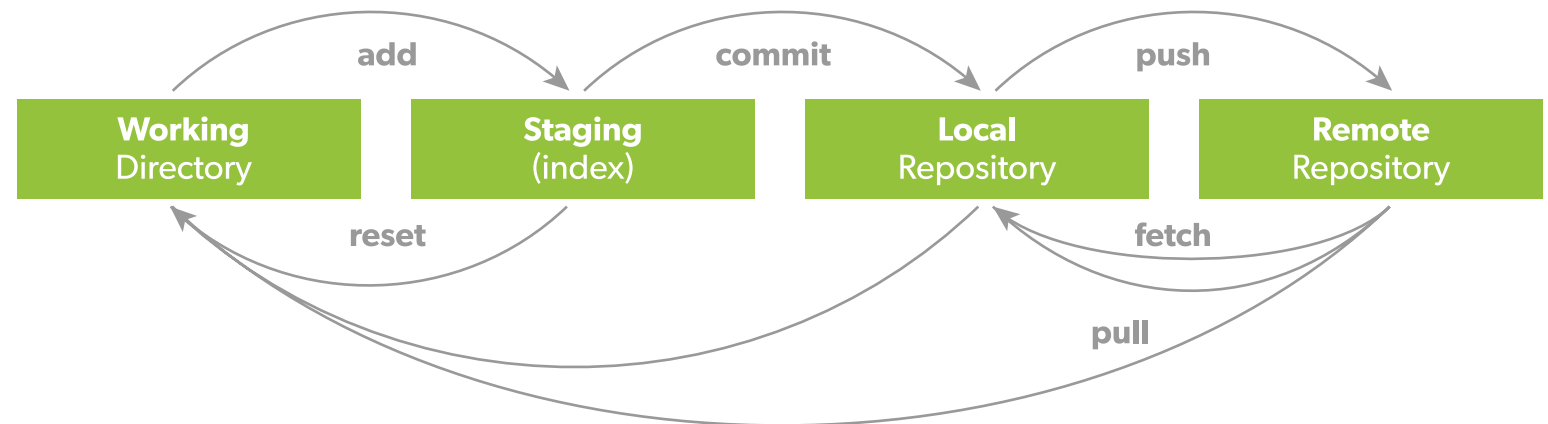 add
commit
push
Working
Directory
Staging
(index)
Local
Repository
Remote
Repository
reset
fetch
pull